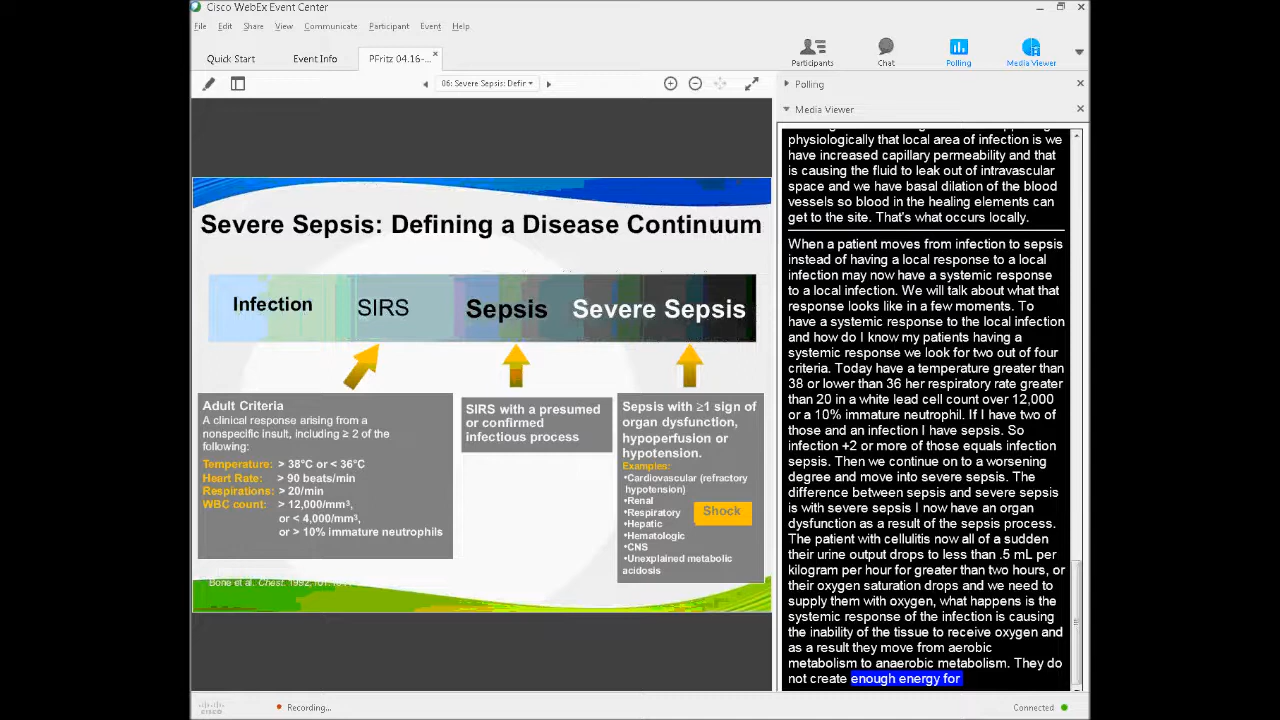 Cisco WebEx Event Center
File Edit Share View Communicate Participant Event Help
Quick Start Event Info PFritz 04.16-...
Participants Chat Polling Media Viewer
06: Severe Sepsis: Defir
Polling
Media Viewer
Severe Sepsis: Defining a Disease Continuum
Infection SIRS Sepsis Severe Sepsis
Adult Criteria
A clinical response arising from a
nonspecific insult, including ≥ 2 of the
following:
Temperature: > 38°C or < 36°C
Heart Rate: > 90 beats/min
Respirations: > 20/min
WBC count: > 12,000/mm³,
or < 4,000/mm³,
or > 10% immature neutrophils
SIRS with a presumed
or confirmed
infectious process
Sepsis with ≥1 sign of
organ dysfunction,
hypoperfusion or
hypotension.
Examples:
•Cardiovascular (refractory
hypotension)
•Renal
•Respiratory
•Hepatic
•Hematologic
•CNS
•Unexplained metabolic
acidosis
Shock
Bone et al. Chest. 1992;101:
physiologically that local area of infection is we
have increased capillary permeability and that
is causing the fluid to leak out of intravascular
space and we have basal dilation of the blood
vessels so blood in the healing elements can
get to the site. That's what occurs locally.
When a patient moves from infection to sepsis
instead of having a local response to a local
infection may now have a systemic response
to a local infection. We will talk about what that
response looks like in a few moments. To
have a systemic response to the local infection
and how do I know my patients having a
systemic response we look for two out of four
criteria. Today have a temperature greater than
38 or lower than 36 her respiratory rate greater
than 20 in a white lead cell count over 12,000
or a 10% immature neutrophil. If I have two of
those and an infection I have sepsis. So
infection +2 or more of those equals infection
sepsis. Then we continue on to a worsening
degree and move into severe sepsis. The
difference between sepsis and severe sepsis
is with severe sepsis I now have an organ
dysfunction as a result of the sepsis process.
The patient with cellulitis now all of a sudden
their urine output drops to less than .5 mL per
kilogram per hour for greater than two hours, or
their oxygen saturation drops and we need to
supply them with oxygen, what happens is the
systemic response of the infection is causing
the inability of the tissue to receive oxygen and
as a result they move from aerobic
metabolism to anaerobic metabolism. They do
not create enough energy for
Recording...
Connected